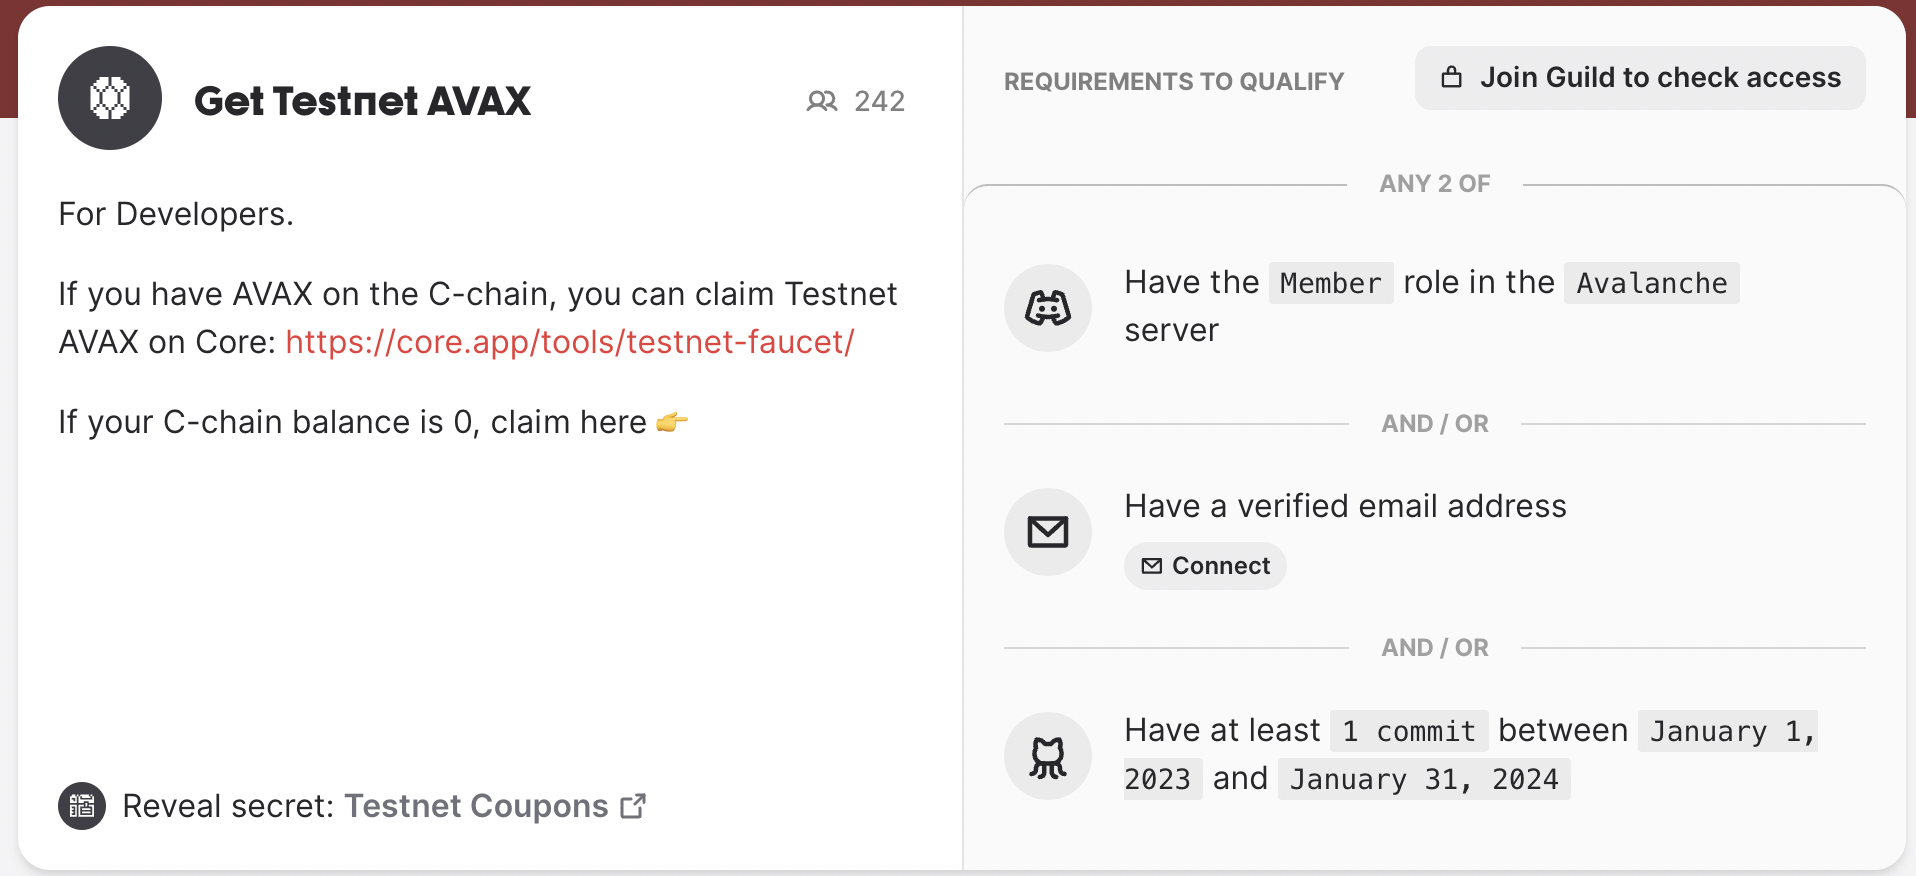 Get Testnet AVAX
242
For Developers.
If you have AVAX on the C-chain, you can claim Testnet
AVAX on Core: https://core.app/tools/testnet-faucet/
If your C-chain balance is 0, claim here 👉
Reveal secret: Testnet Coupons
REQUIREMENTS TO QUALIFY
Join Guild to check access
ANY 2 OF
Have the Member role in the Avalanche
server
AND / OR
Have a verified email address
Connect
AND / OR
Have at least 1 commit between January 1,
2023 and January 31, 2024